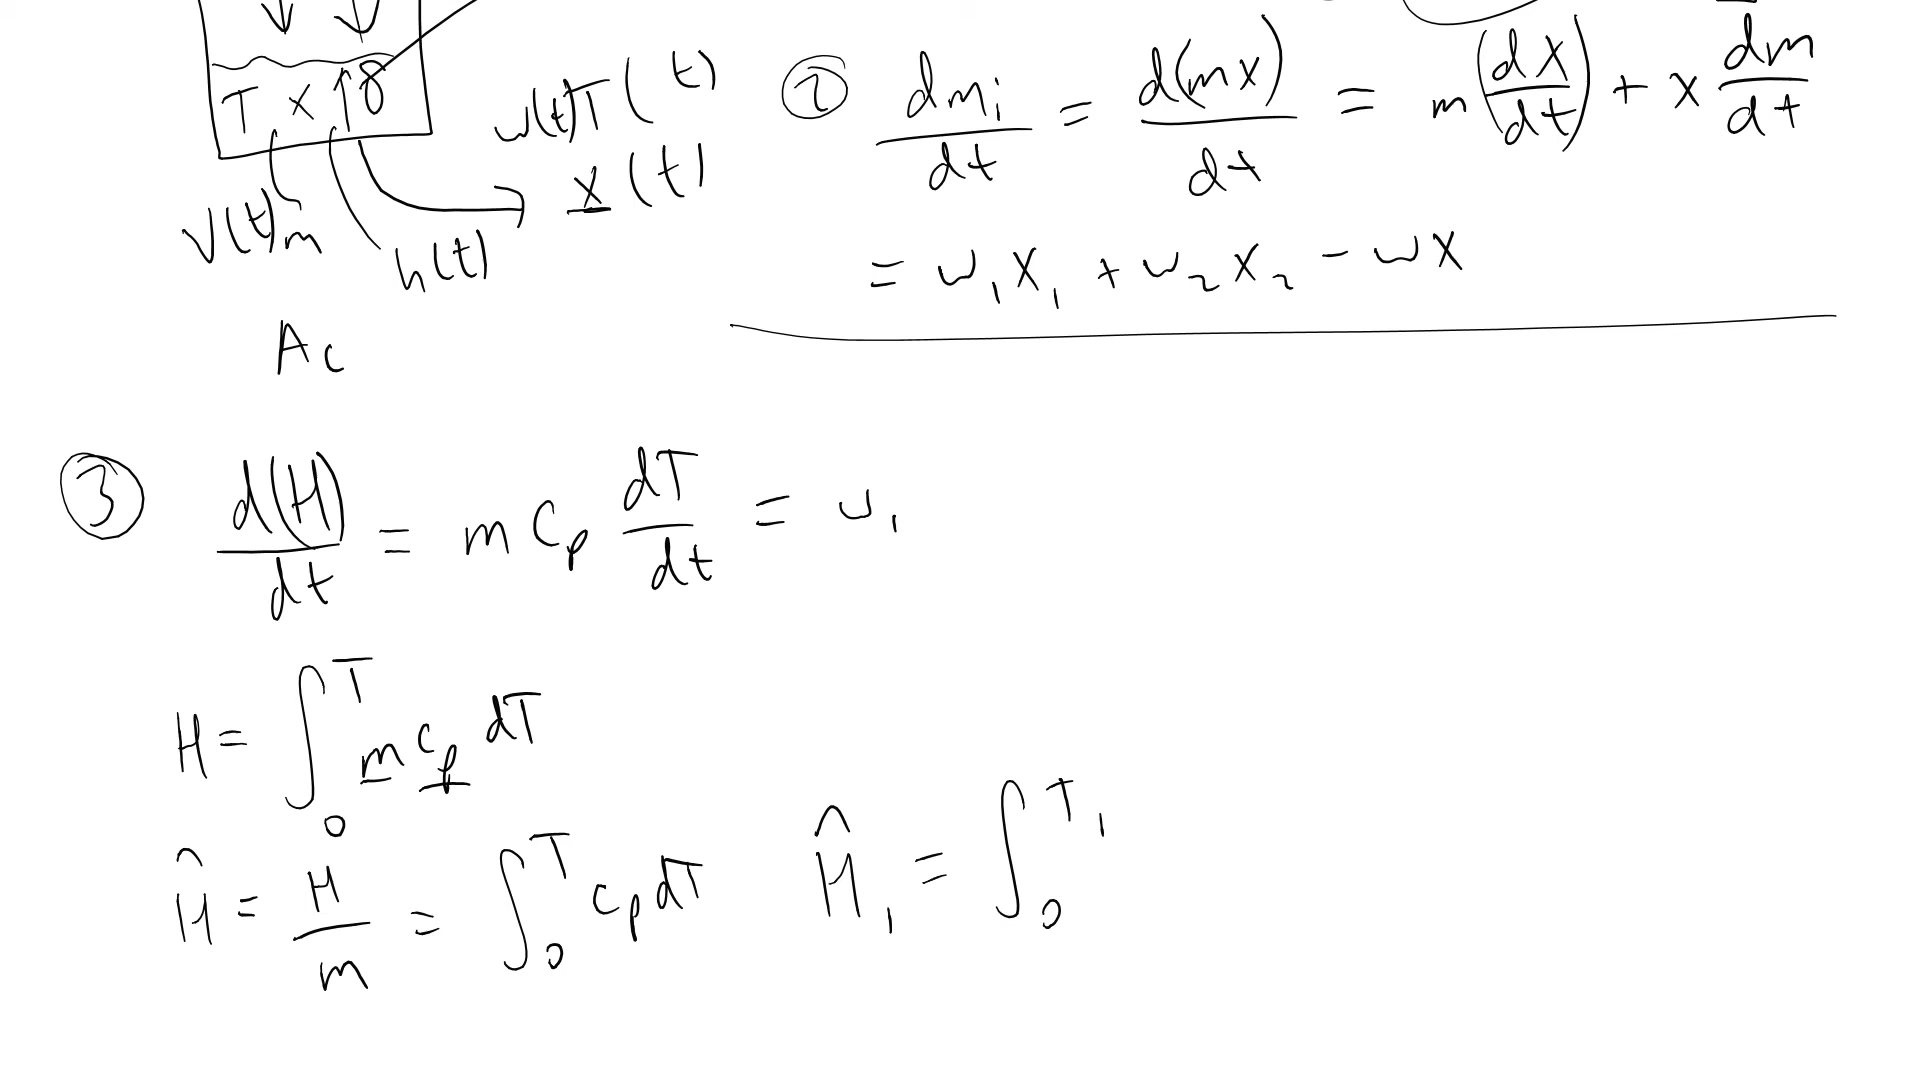 T x 18
w(t) T(t)
x(t)
V(t) m
h(t)
A_c
② dm_i/dt = d(mx)/dt = m(dx/dt) + x dm/dt
= w_1 x_1 + w_2 x_2 - wx
③ d(H)/dt = m c_p dT/dt = w_1
H = ∫_0^T m c_p dT
Ĥ = H/m = ∫_0^T c_p dT Ĥ_1 = ∫_0^{T_1}